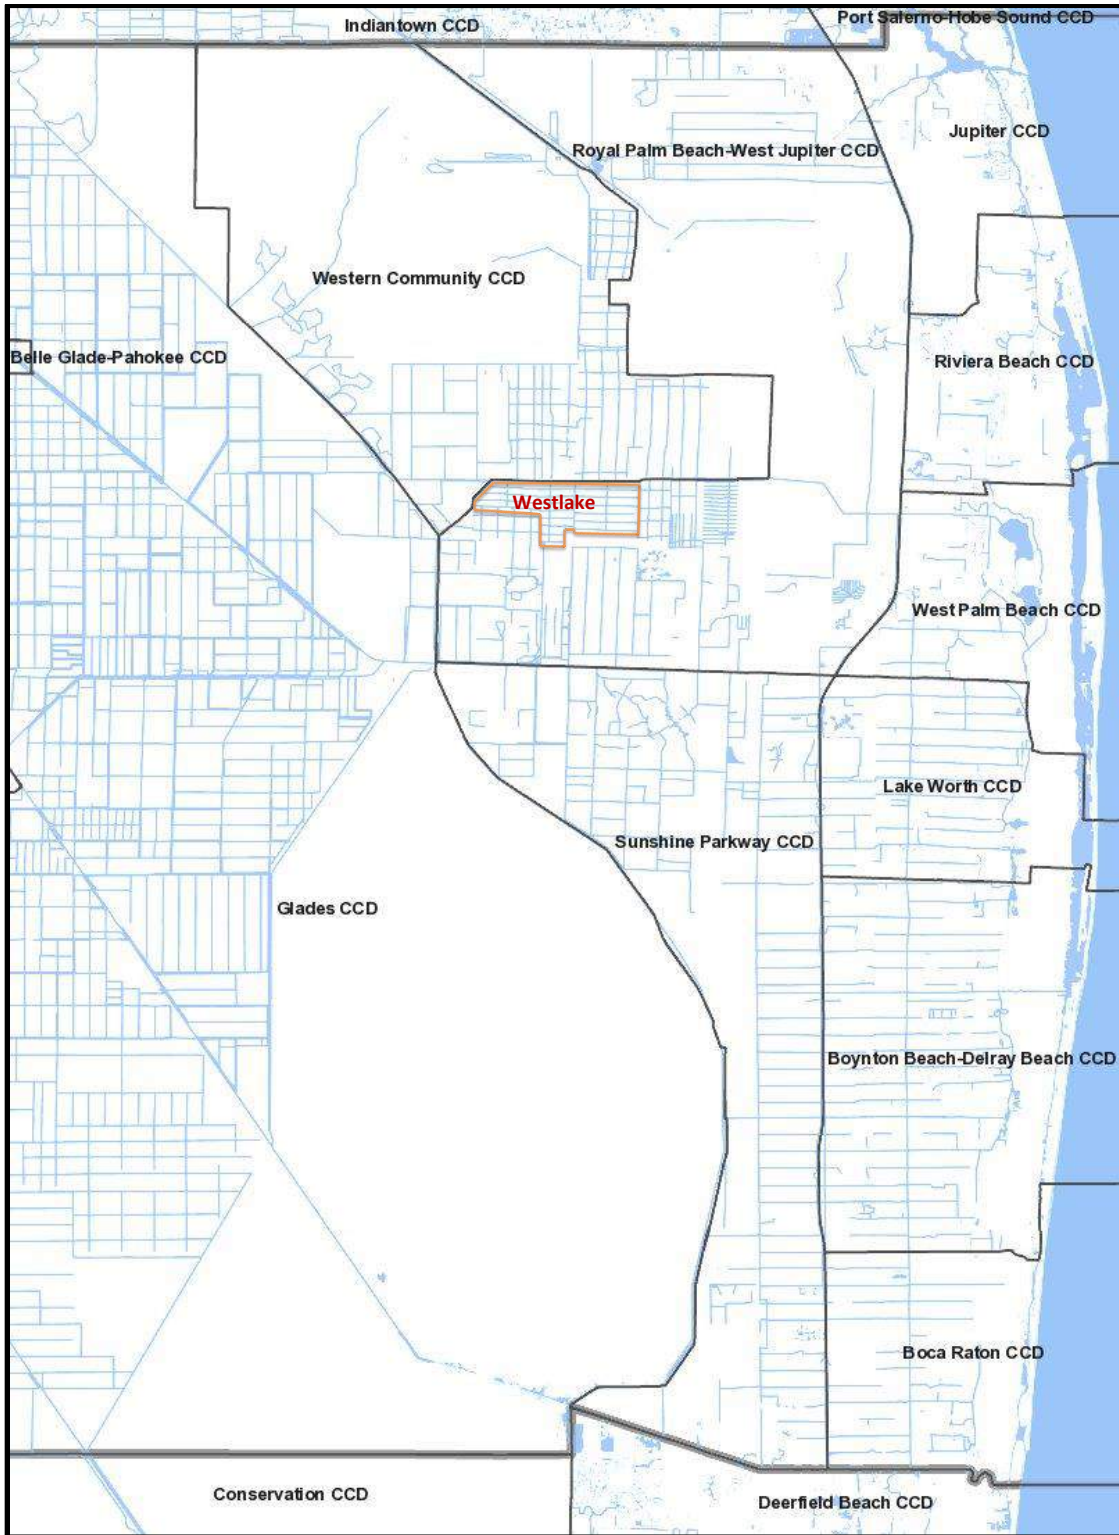 Port Salerno-Hobe Sound CCD
Indiantown CCD
Jupiter CCD
Royal Palm Beach-West Jupiter CCD
Western Community CCD
Belle Glade-Pahokee CCD
Riviera Beach CCD
Westlake
West Palm Beach CCD
Lake Worth CCD
Sunshine Parkway CCD
Glades CCD
Boynton Beach-Delray Beach CCD
Boca Raton CCD
Conservation CCD
Deerfield Beach CCD